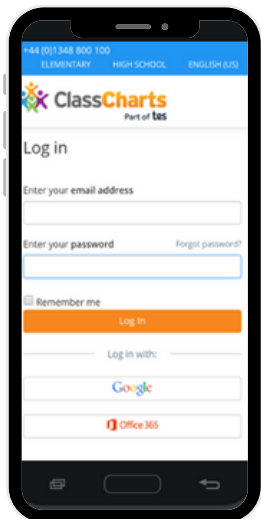 +44 (0)1348 800 100
ELEMENTARY HIGH SCHOOL ENGLISH (US)
ClassCharts
Part of tes
Log in
Enter your email address
Enter your password Forgot password?
Remember me
Log In
Log in with:
Google
Office 365